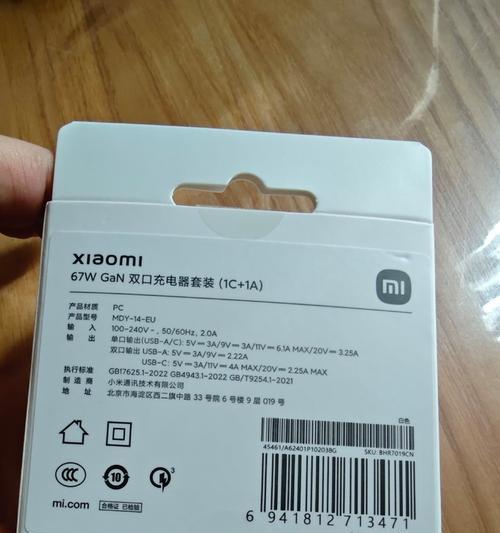 xiaomi
67W GaN 双口充电器套装 (1C+1A)
mi
产品材质 PC
产品型号 MDY-14-EU
输入 100-240V~, 50/60Hz, 2.0A
输出 单口输出(USB-A/C): 5V⎓3A/9V⎓3A/11V⎓6.1A MAX/20V⎓3.25A
双口输出 USB-A: 5V⎓3A/9V⎓2.22A
USB-C: 5V⎓3A/11V⎓4A MAX/20V⎓2.25A MAX
执行标准 GB17625.1-2022 GB4943.1-2022 GB/T9254.1-2021
制造商 小米通讯技术有限公司
地址 北京市海淀区西二旗中路 33 号院 6 号楼 9 层 019 号
白色
45461/A62401P10203BG SKU: BHR7019CN
CCC 10 3
mi.com 合格证 已检验
6 941812 713471